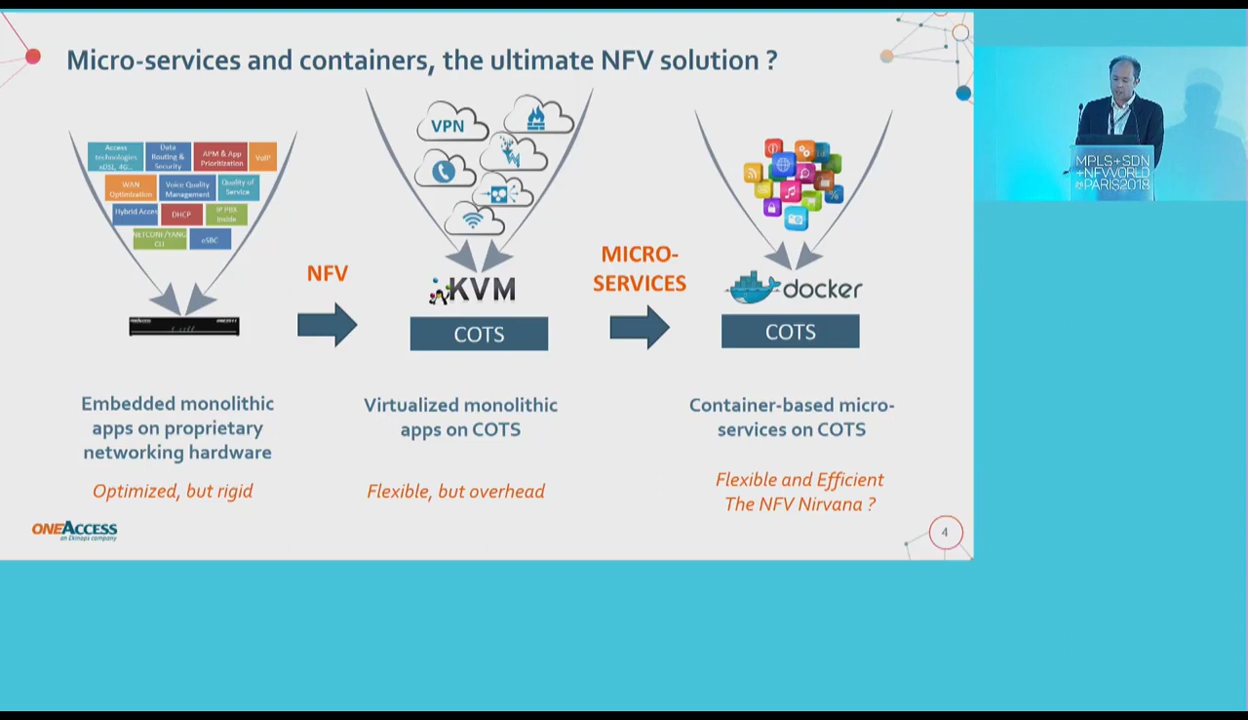 Micro-services and containers, the ultimate NFV solution ?
Access
technologies
xDSL, 4G...
Data
Routing &
Security
APM & App
Prioritization
VoIP
WAN
Optimization
Voice Quality
Management
Quality of
Service
Hybrid Acces
DHCP
IP PBX
Inside
NETCONF/YANG
CLI
eSBC
VPN
NFV
MICRO-
SERVICES
KVM
docker
COTS
COTS
Embedded monolithic
apps on proprietary
networking hardware
Optimized, but rigid
Virtualized monolithic
apps on COTS
Flexible, but overhead
Container-based micro-
services on COTS
Flexible and Efficient
The NFV Nirvana ?
ONEACCESS
an Ekinops company
4
MPLS+SDN
+NFVWORLD
@PARIS2018